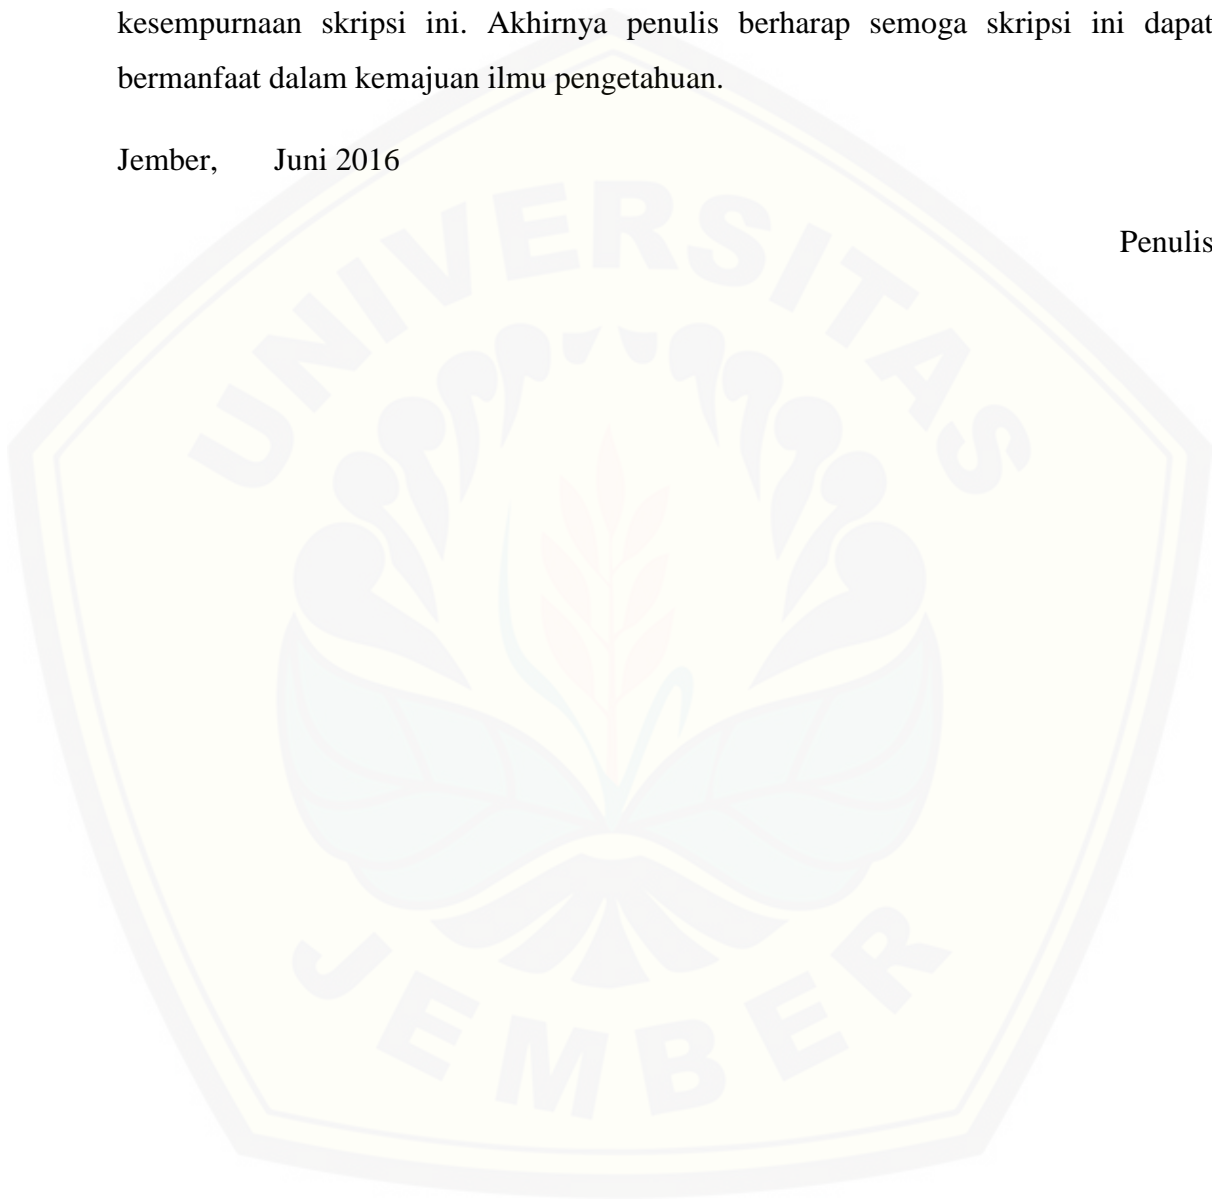 kesempurnaan skripsi ini. Akhirnya penulis berharap semoga skripsi ini dapat
bermanfaat dalam kemajuan ilmu pengetahuan.
Jember, Juni 2016
Penulis
UNIVERSITAS
JEMBER